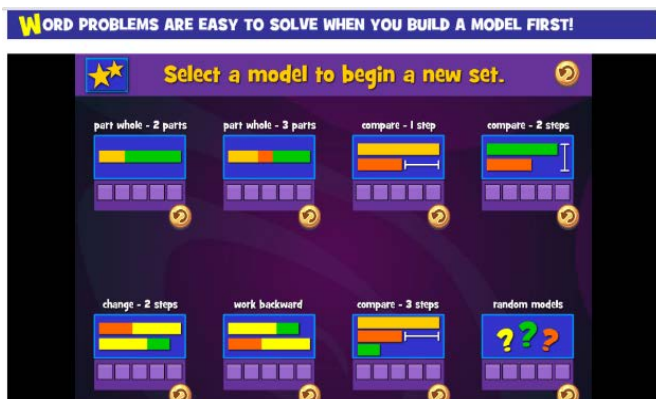 WORD PROBLEMS ARE EASY TO SOLVE WHEN YOU BUILD A MODEL FIRST!
Select a model to begin a new set.
part whole - 2 parts part whole - 3 parts compare - 1 step compare - 2 steps
change - 2 steps work backward compare - 3 steps random models
? ? ?